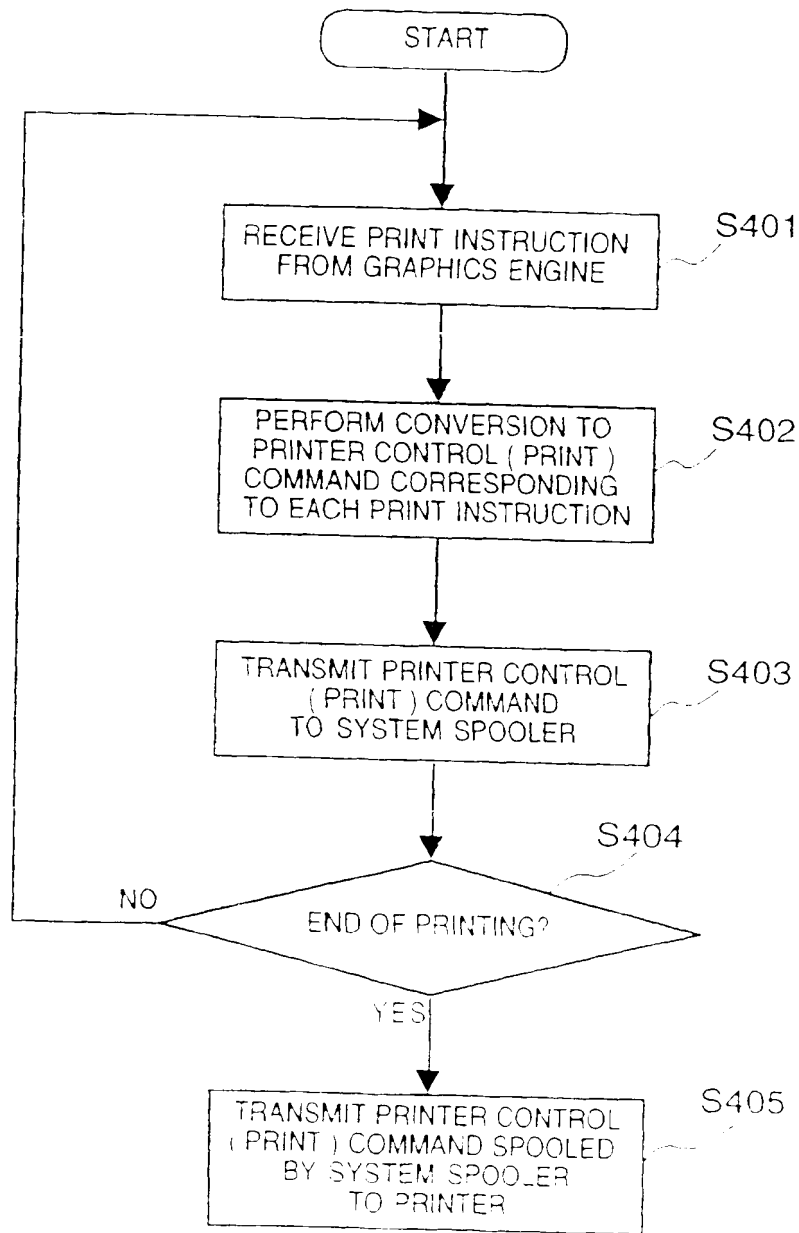 START
RECEIVE PRINT INSTRUCTION
FROM GRAPHICS ENGINE
S401
PERFORM CONVERSION TO
PRINTER CONTROL ( PRINT )
COMMAND CORRESPONDING
TO EACH PRINT INSTRUCTION
S402
TRANSMIT PRINTER CONTROL
( PRINT ) COMMAND
TO SYSTEM SPOOLER
S403
S404
NO
END OF PRINTING?
YES
TRANSMIT PRINTER CONTROL
( PRINT ) COMMAND SPOOLED
BY SYSTEM SPOOLER
TO PRINTER
S405